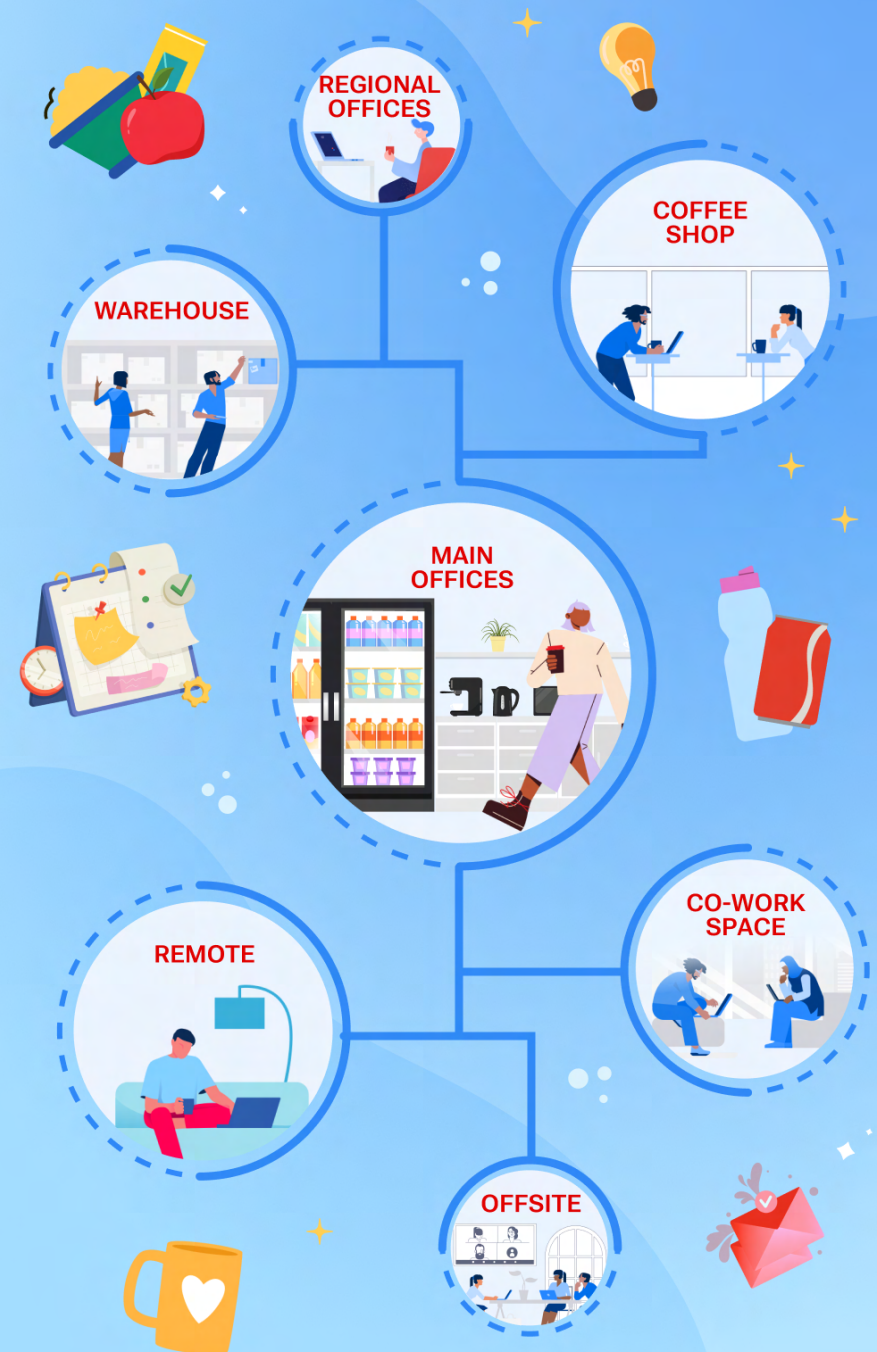 REGIONAL
OFFICES
COFFEE
SHOP
WAREHOUSE
MAIN
OFFICES
CO-WORK
SPACE
REMOTE
OFFSITE